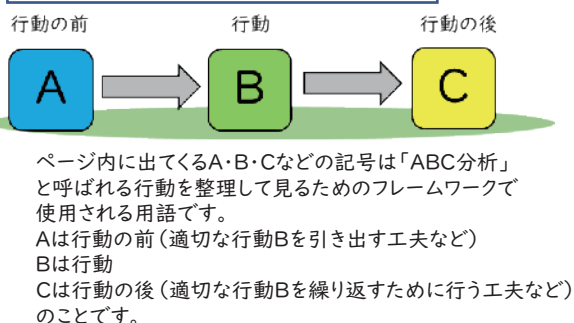 行動の前 行動 行動の後
A B C
ページ内に出てくるA・B・Cなどの記号は「ABC分析」
と呼ばれる行動を整理して見るためのフレームワークで
使用される用語です。
Aは行動の前(適切な行動Bを引き出す工夫など)
Bは行動
Cは行動の後(適切な行動Bを繰り返すために行う工夫など)
のことです。